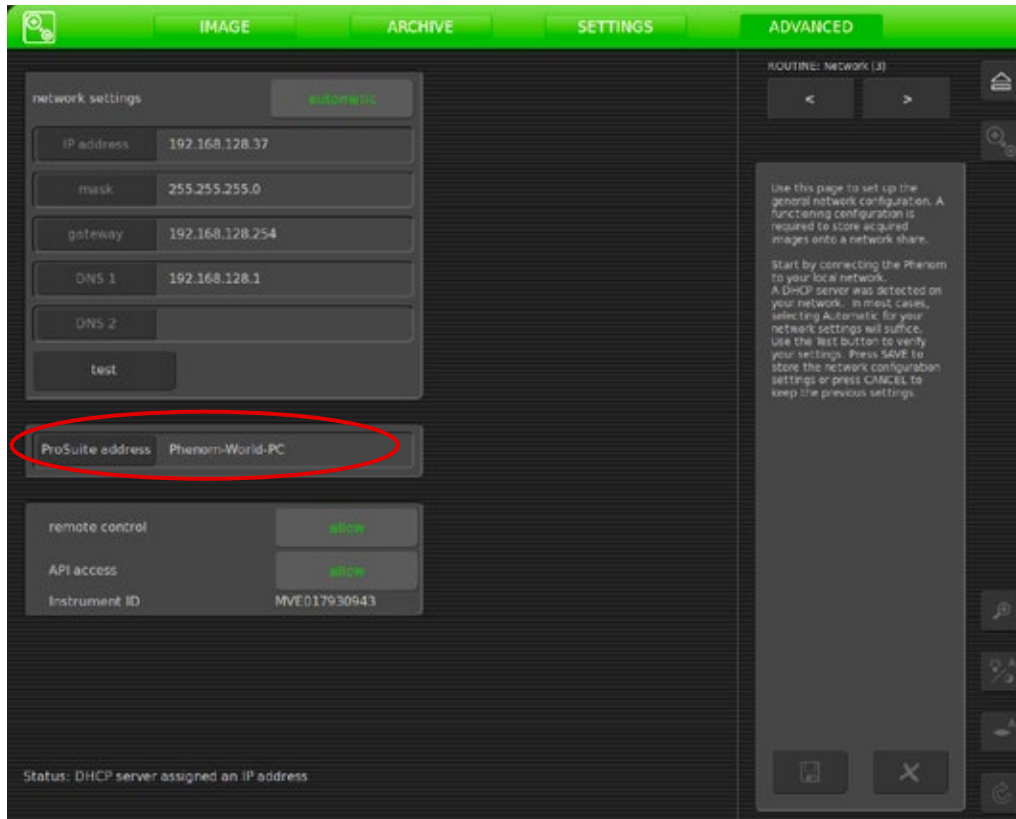 IMAGE
ARCHIVE
SETTINGS
ADVANCED
network settings
automatic
IP address 192.168.128.37
mask 255.255.255.0
gateway 192.168.128.254
DNS 1 192.168.128.1
DNS 2
test
ProSuite address Phenom-World-PC
remote control allow
API access allow
Instrument ID MVE017930943
Status: DHCP server assigned an IP address
ROUTINE: Network (3)
< >
Use this page to set up the
general network configuration. A
functioning configuration is
required to store acquired
images onto a network share.
Start by connecting the Phenom
to your local network.
A DHCP server was detected on
your network. In most cases,
selecting Automatic for your
network settings will suffice.
Use the Test button to verify
your settings. Press SAVE to
store the network configuration
settings or press CANCEL to
keep the previous settings.
A
A